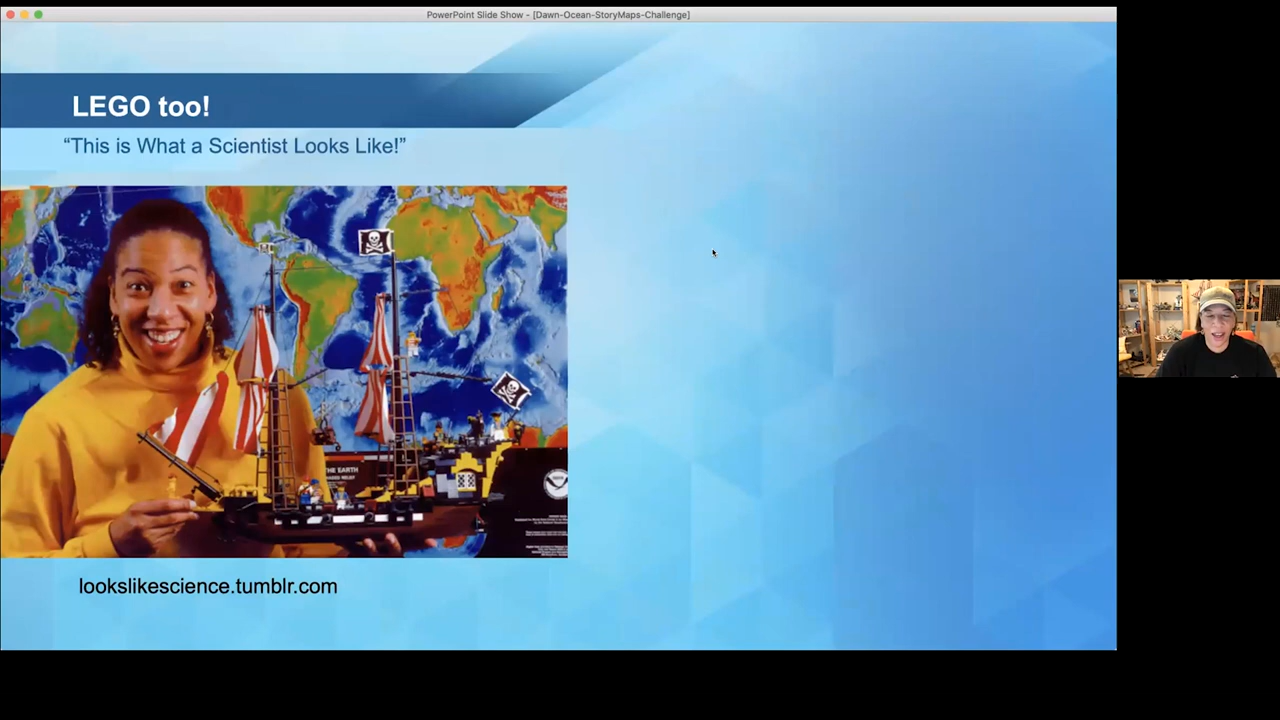 PowerPoint Slide Show - [Dawn-Ocean-StoryMaps-Challenge]
LEGO too!
“This is What a Scientist Looks Like!”
THE EARTH
lookslikescience.tumblr.com